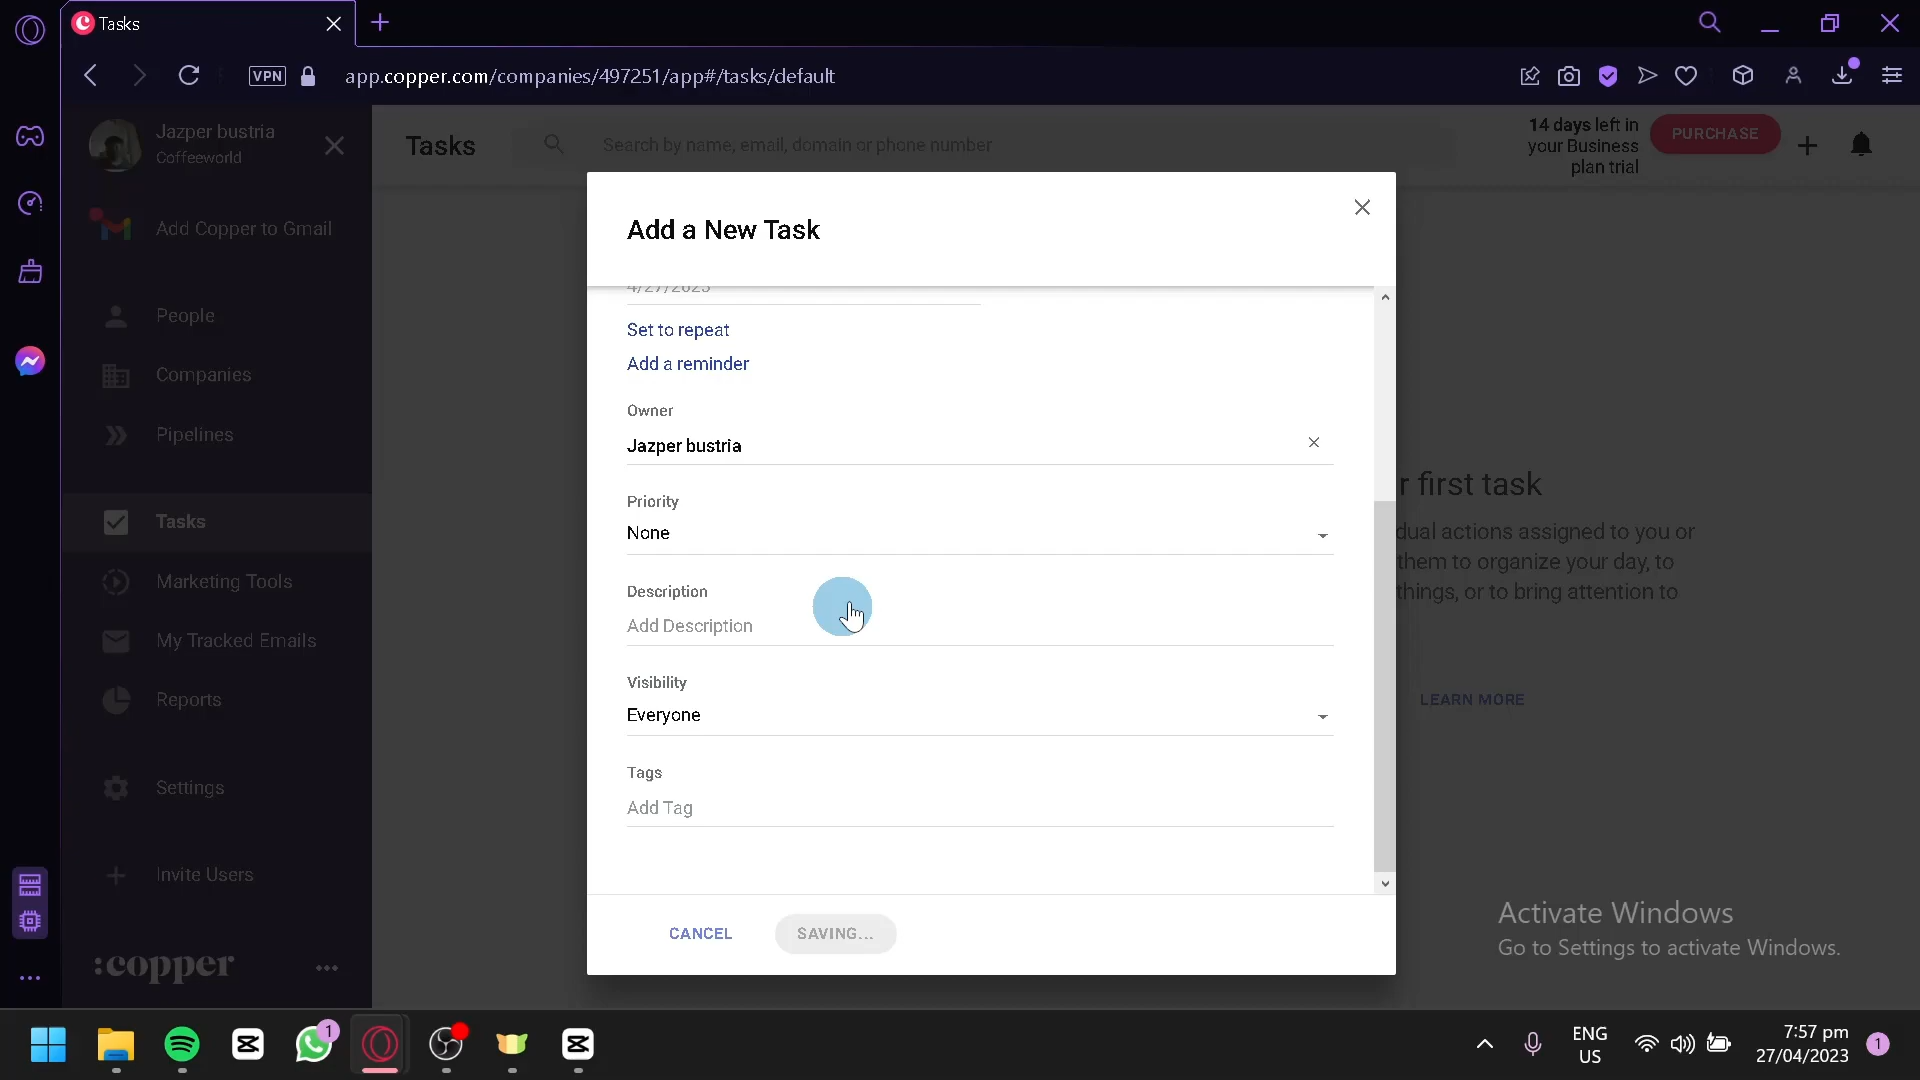 Tasks
VPN
app.copper.com/companies/497251/app#/tasks/default
Jazper bustria
Coffeeworld
Tasks
Search by name, email, domain or phone number
14 days left in
your Business
plan trial
PURCHASE
Add Copper to Gmail
People
Companies
Pipelines
Tasks
Marketing Tools
My Tracked Emails
Reports
Settings
Invite Users
:copper
Add a New Task
4/27/2023
Set to repeat
Add a reminder
Owner
Jazper bustria
Priority
None
Description
Add Description
Visibility
Everyone
Tags
Add Tag
CANCEL
SAVING...
r first task
dual actions assigned to you or
them to organize your day, to
things, or to bring attention to
LEARN MORE
Activate Windows
Go to Settings to activate Windows.
1
ENG
US
7:57 pm
27/04/2023
1